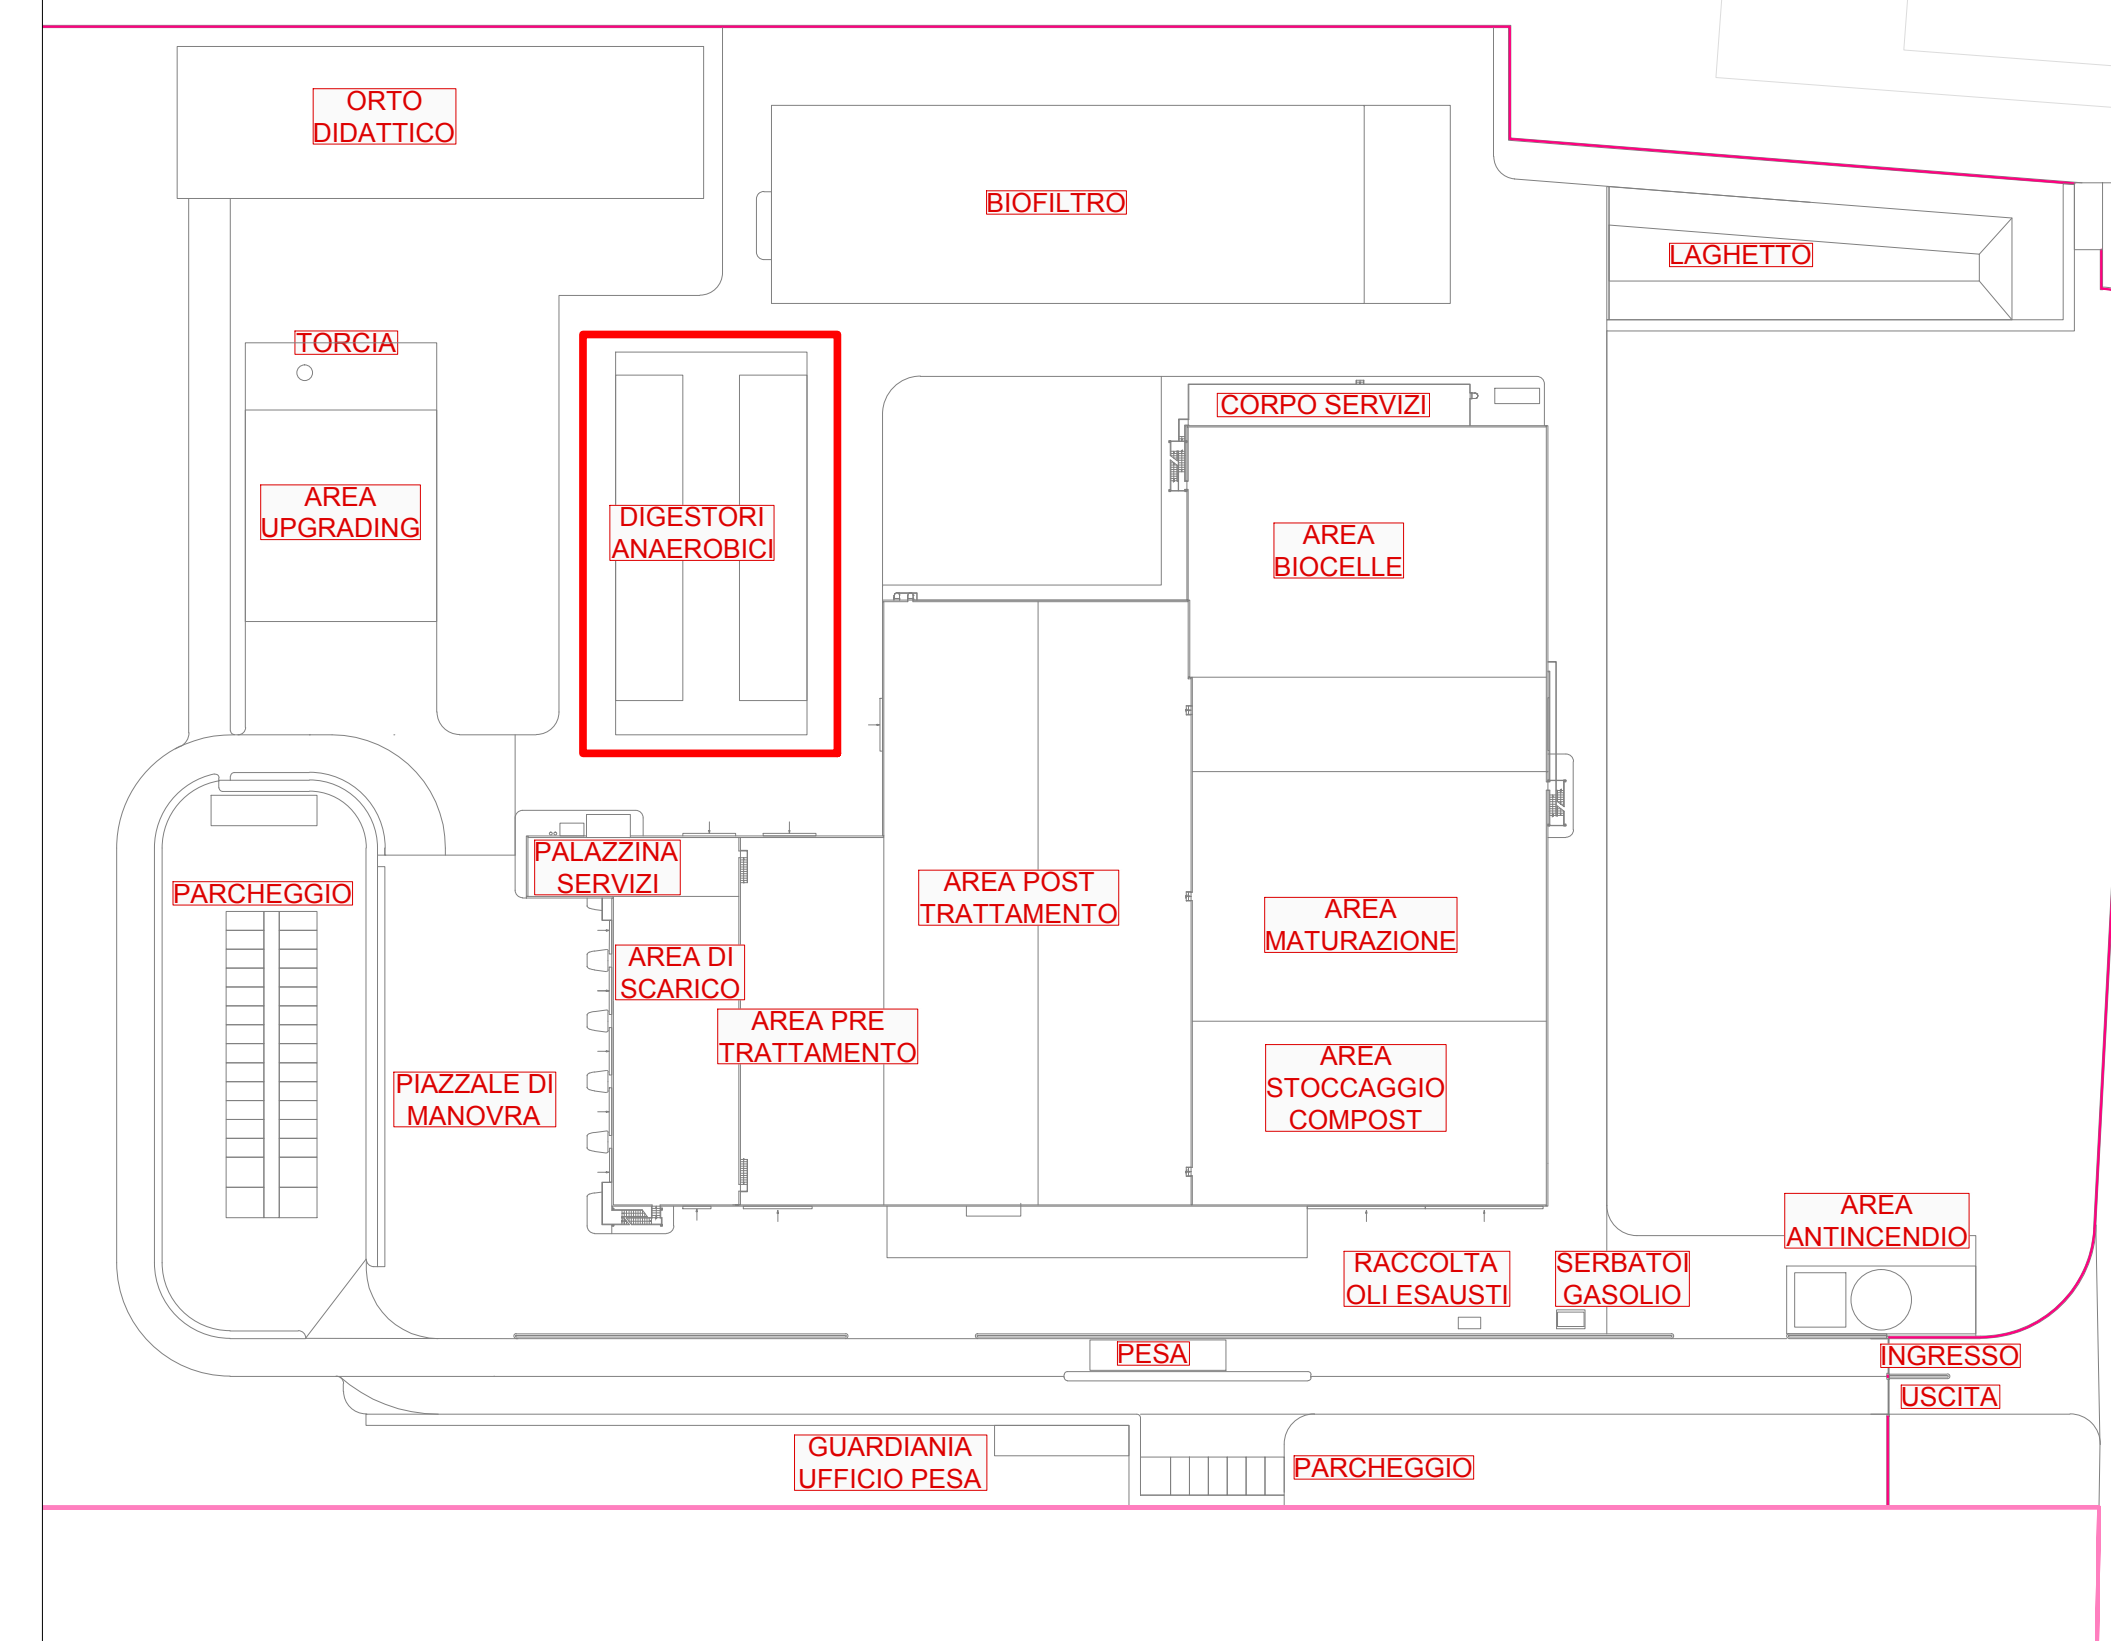 ORTO
DIDATTICO
BIOFILTRO
LAGHETTO
TORCIA
CORPO SERVIZI
AREA
UPGRADING
DIGESTORI
ANAEROBICI
AREA
BIOCELLE
PALAZZINA
SERVIZI
PARCHEGGIO
AREA POST
TRATTAMENTO
AREA
MATURAZIONE
AREA DI
SCARICO
AREA PRE
TRATTAMENTO
PIAZZALE DI
MANOVRA
AREA
STOCCAGGIO
COMPOST
AREA
ANTINCENDIO
RACCOLTA
OLI ESAUSTI
SERBATOI
GASOLIO
PESA
INGRESSO
USCITA
GUARDIANIA
UFFICIO PESA
PARCHEGGIO